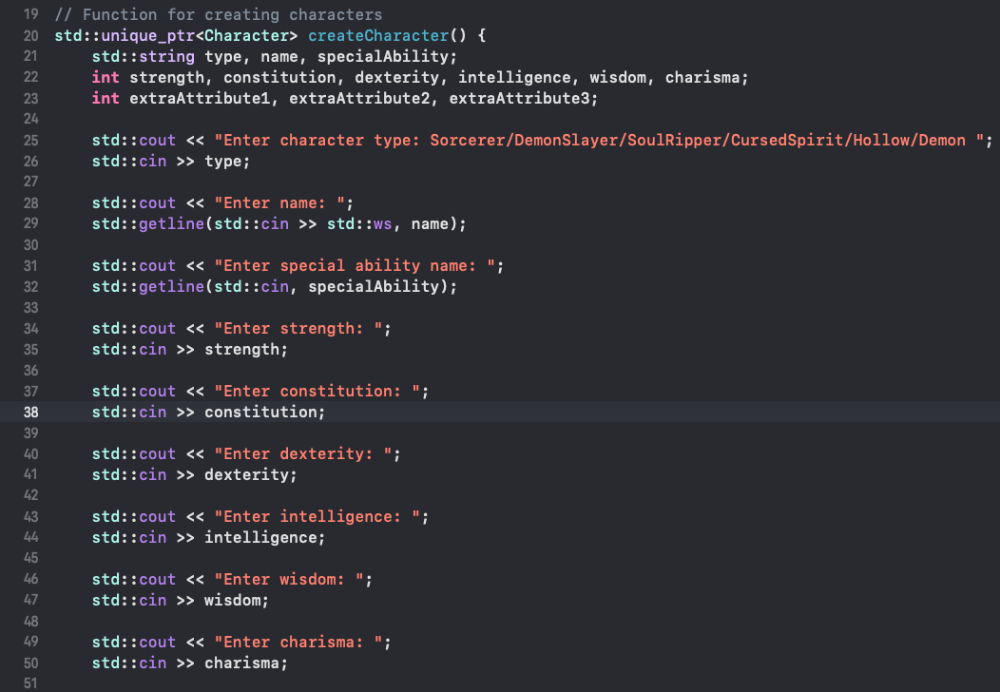 19 // Function for creating characters
20 std::unique_ptr<Character> createCharacter() {
21     std::string type, name, specialAbility;
22     int strength, constitution, dexterity, intelligence, wisdom, charisma;
23     int extraAttribute1, extraAttribute2, extraAttribute3;
24
25     std::cout << "Enter character type: Sorcerer/DemonSlayer/SoulRipper/CursedSpirit/Hollow/Demon ";
26     std::cin >> type;
27
28     std::cout << "Enter name: ";
29     std::getline(std::cin >> std::ws, name);
30
31     std::cout << "Enter special ability name: ";
32     std::getline(std::cin, specialAbility);
33
34     std::cout << "Enter strength: ";
35     std::cin >> strength;
36
37     std::cout << "Enter constitution: ";
38     std::cin >> constitution;
39
40     std::cout << "Enter dexterity: ";
41     std::cin >> dexterity;
42
43     std::cout << "Enter intelligence: ";
44     std::cin >> intelligence;
45
46     std::cout << "Enter wisdom: ";
47     std::cin >> wisdom;
48
49     std::cout << "Enter charisma: ";
50     std::cin >> charisma;
51